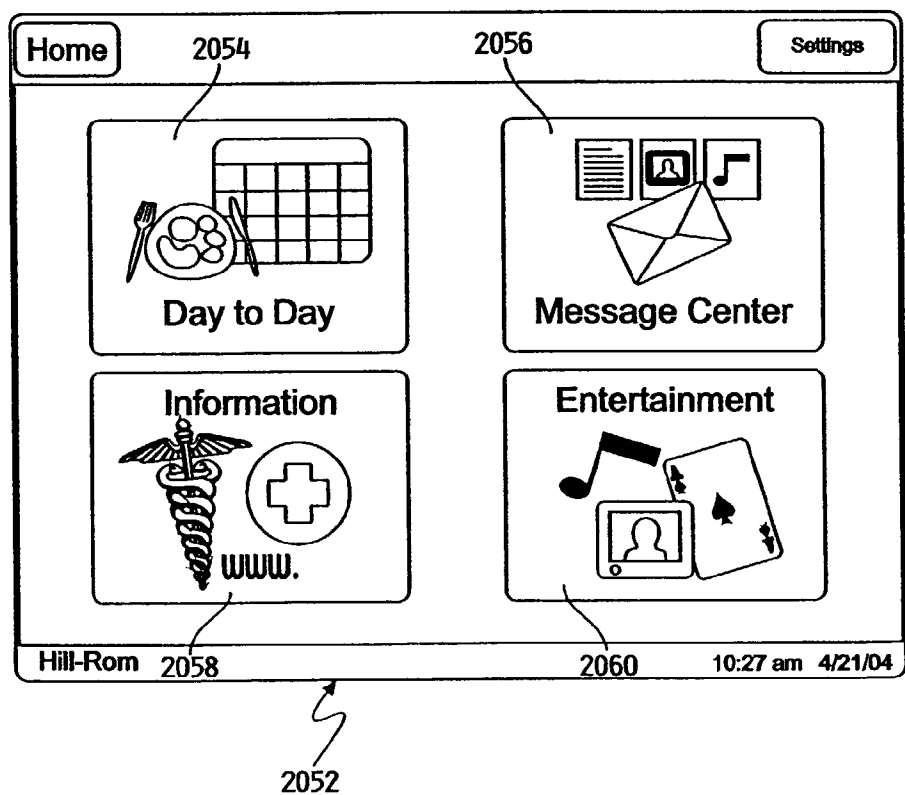 Home
2054
2056
Settings
Day to Day
Message Center
Information
Entertainment
www.
Hill-Rom
2058
2060
10:27 am 4/21/04
2052